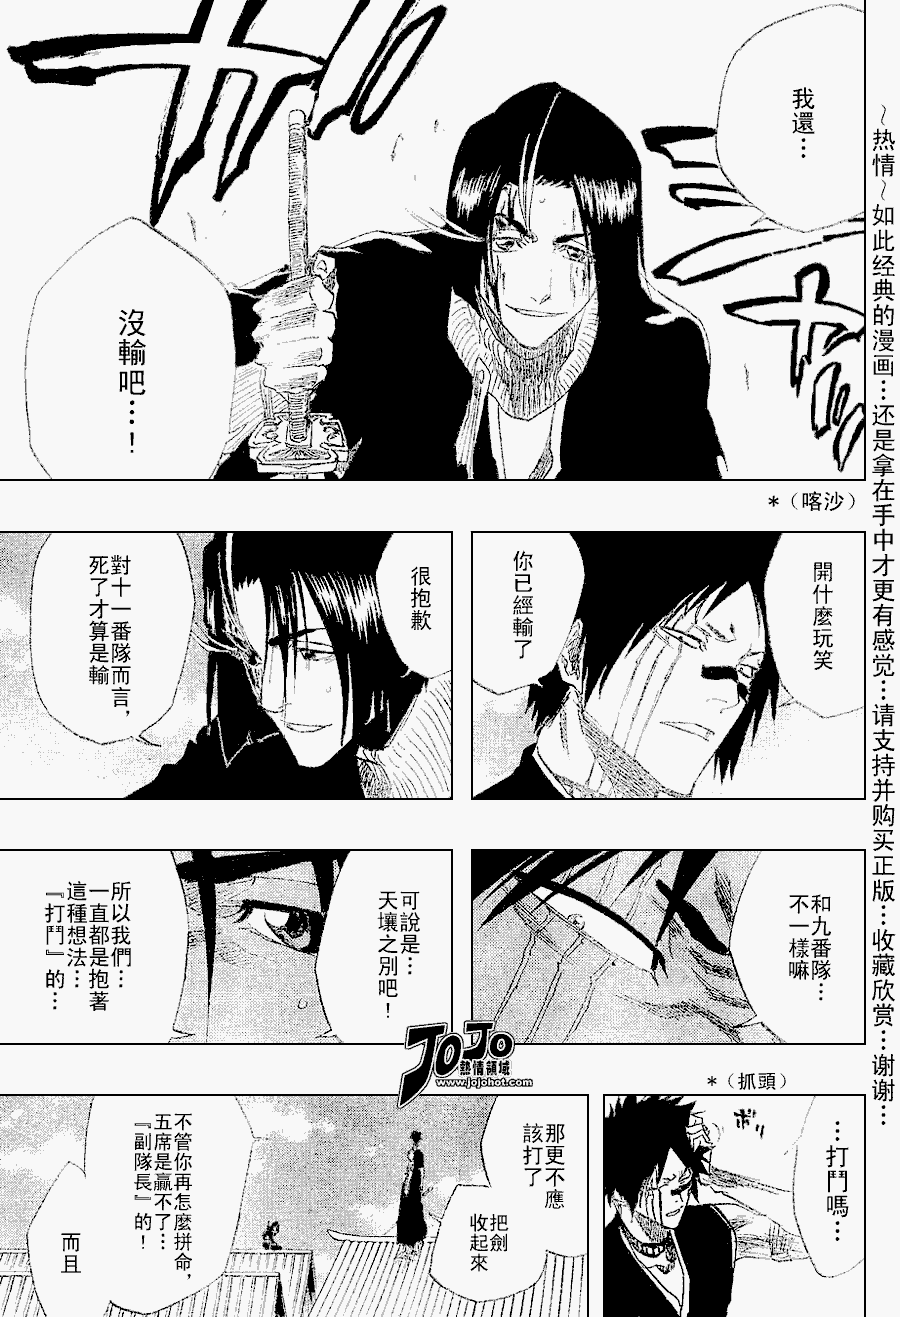 我還…
沒輸吧…！
*（喀沙）
開什麼玩笑
你已經輸了
很抱歉
對十一番隊而言，
死了才算是輸
和九番隊…
不一樣嘛
可說是…
天壤之別吧！
所以我們…
一直都是抱著
這種想法…
『打鬥』的…
JOJO
熱情領域
www.jojohot.com
*（抓頭）
…打鬥嗎…
ポリ
那更不應
該打了
把劍
收起來
不管你再怎麼拼命，
五席是贏不了…
『副隊長』的！
而且
～热情～如此经典的漫画…还是拿在手中才更有感觉…请支持并购买正版…收藏欣赏…谢谢…